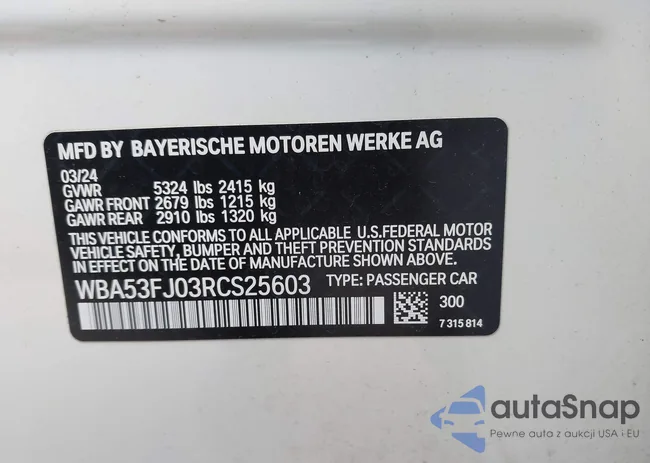 MFD BY BAYERISCHE MOTOREN WERKE AG
03/24
GVWR 5324 lbs 2415 kg
GAWR FRONT 2679 lbs 1215 kg
GAWR REAR 2910 lbs 1320 kg
THIS VEHICLE CONFORMS TO ALL APPLICABLE U.S.FEDERAL MOTOR
VEHICLE SAFETY, BUMPER AND THEFT PREVENTION STANDARDS
IN EFFECT ON THE DATE OF MANUFACTURE SHOWN ABOVE.
WBA53FJ03RCS25603 TYPE: PASSENGER CAR
300
7 315 814
autaSnap
Pewne auta z aukcji USA i EU